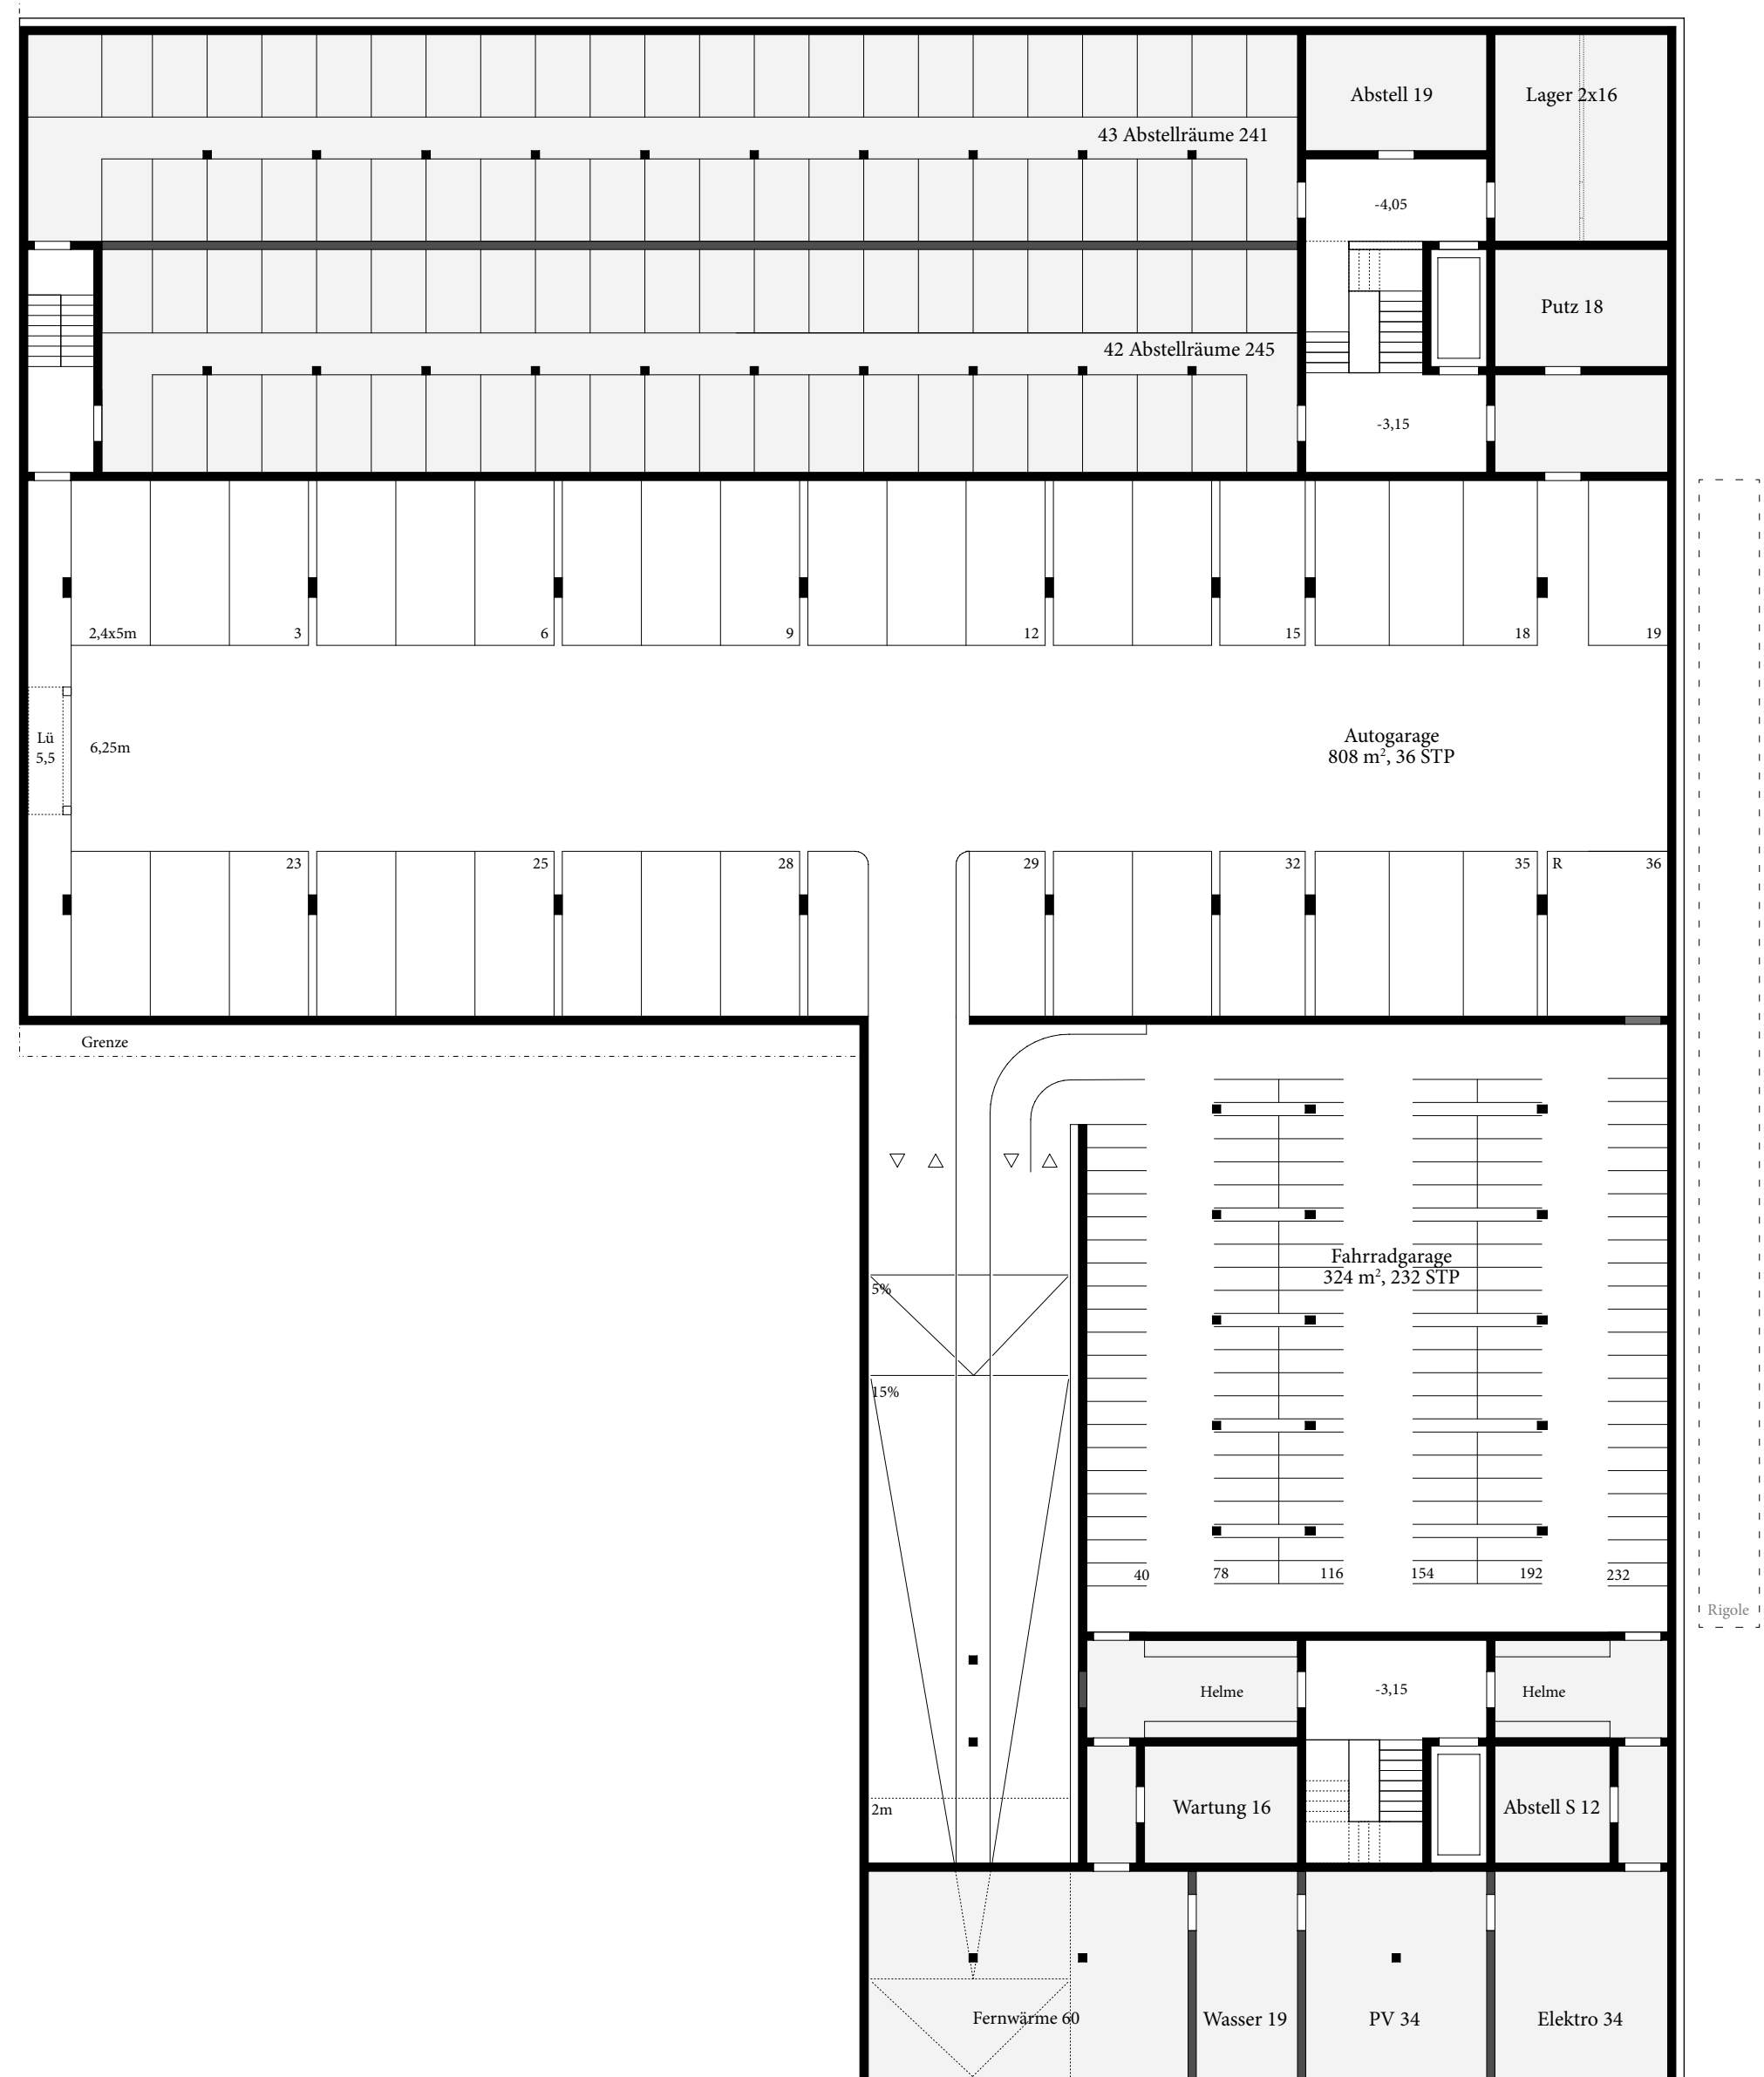 Abstell 19
Lager 2x16
43 Abstellräume 241
-4,05
Putz 18
42 Abstellräume 245
-3,15
2,4x5m
3
6
9
12
15
18
19
Lü
5,5
6,25m
Autogarage
808 m², 36 STP
23
25
28
29
32
35
R
36
Grenze
5%
Fahrradgarage
324 m², 232 STP
15%
40
78
116
154
192
232
Rigole
Helme
-3,15
Helme
2m
Wartung 16
Abstell S 12
Fernwärme 60
Wasser 19
PV 34
Elektro 34